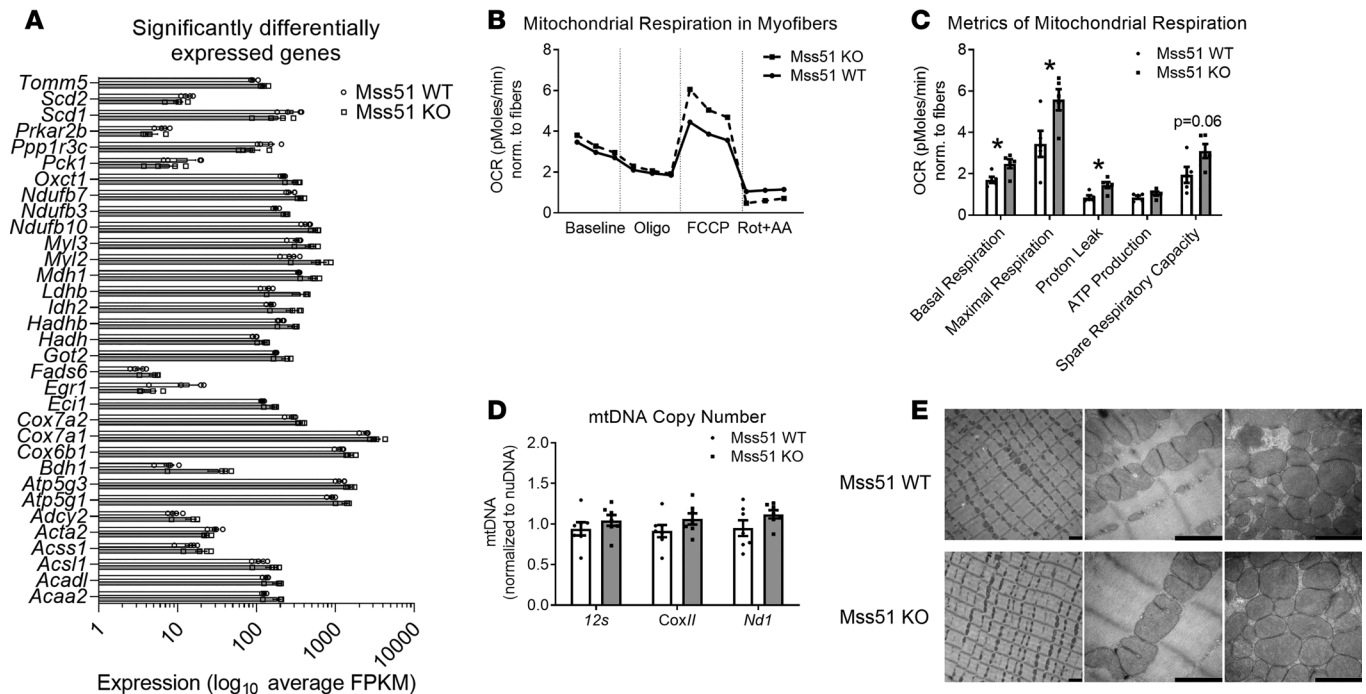 A
Significantly differentially
expressed genes
Mss51 WT
Mss51 KO
Tomm5
Scd2
Scd1
Prkar2b
Ppp1r3c
Pck1
Oxct1
Ndufb7
Ndufb3
Ndufb10
Myl3
Myl2
Mdh1
Ldhb
Idh2
Hadhb
Hadh
Got2
Fads6
Egr1
Eci1
Cox7a2
Cox7a1
Cox6b1
Bdh1
Atp5g3
Atp5g1
Adcy2
Acta2
Acss1
Acsl1
Acadl
Acaa2
1 10 100 1000 10000
Expression (log10 average FPKM)
B
Mitochondrial Respiration in Myofibers
Mss51 KO
Mss51 WT
OCR (pMoles/min)
norm. to fibers
8
6
4
2
0
Baseline Oligo FCCP Rot+AA
C
Metrics of Mitochondrial Respiration
Mss51 WT
Mss51 KO
OCR (pMoles/min)
norm. to fibers
8
6
4
2
0
* * * p=0.06
Basal Respiration
Maximal Respiration
Proton Leak
ATP Production
Spare Respiratory Capacity
D
mtDNA Copy Number
Mss51 WT
Mss51 KO
mtDNA
(normalized to nuDNA)
2.0
1.5
1.0
0.5
0.0
12s CoxII Nd1
E
Mss51 WT
Mss51 KO